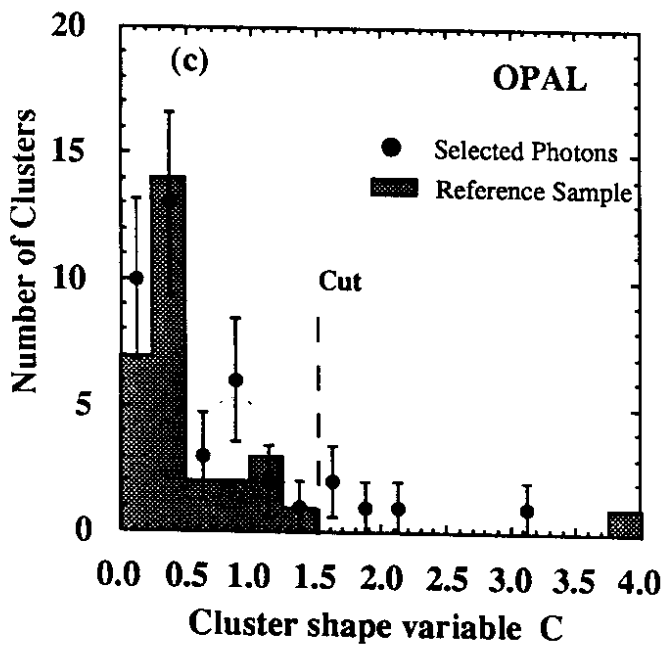 (c)
OPAL
Selected Photons
Reference Sample
Cut
Number of Clusters
20
15
10
5
0
0.0 0.5 1.0 1.5 2.0 2.5 3.0 3.5 4.0
Cluster shape variable C